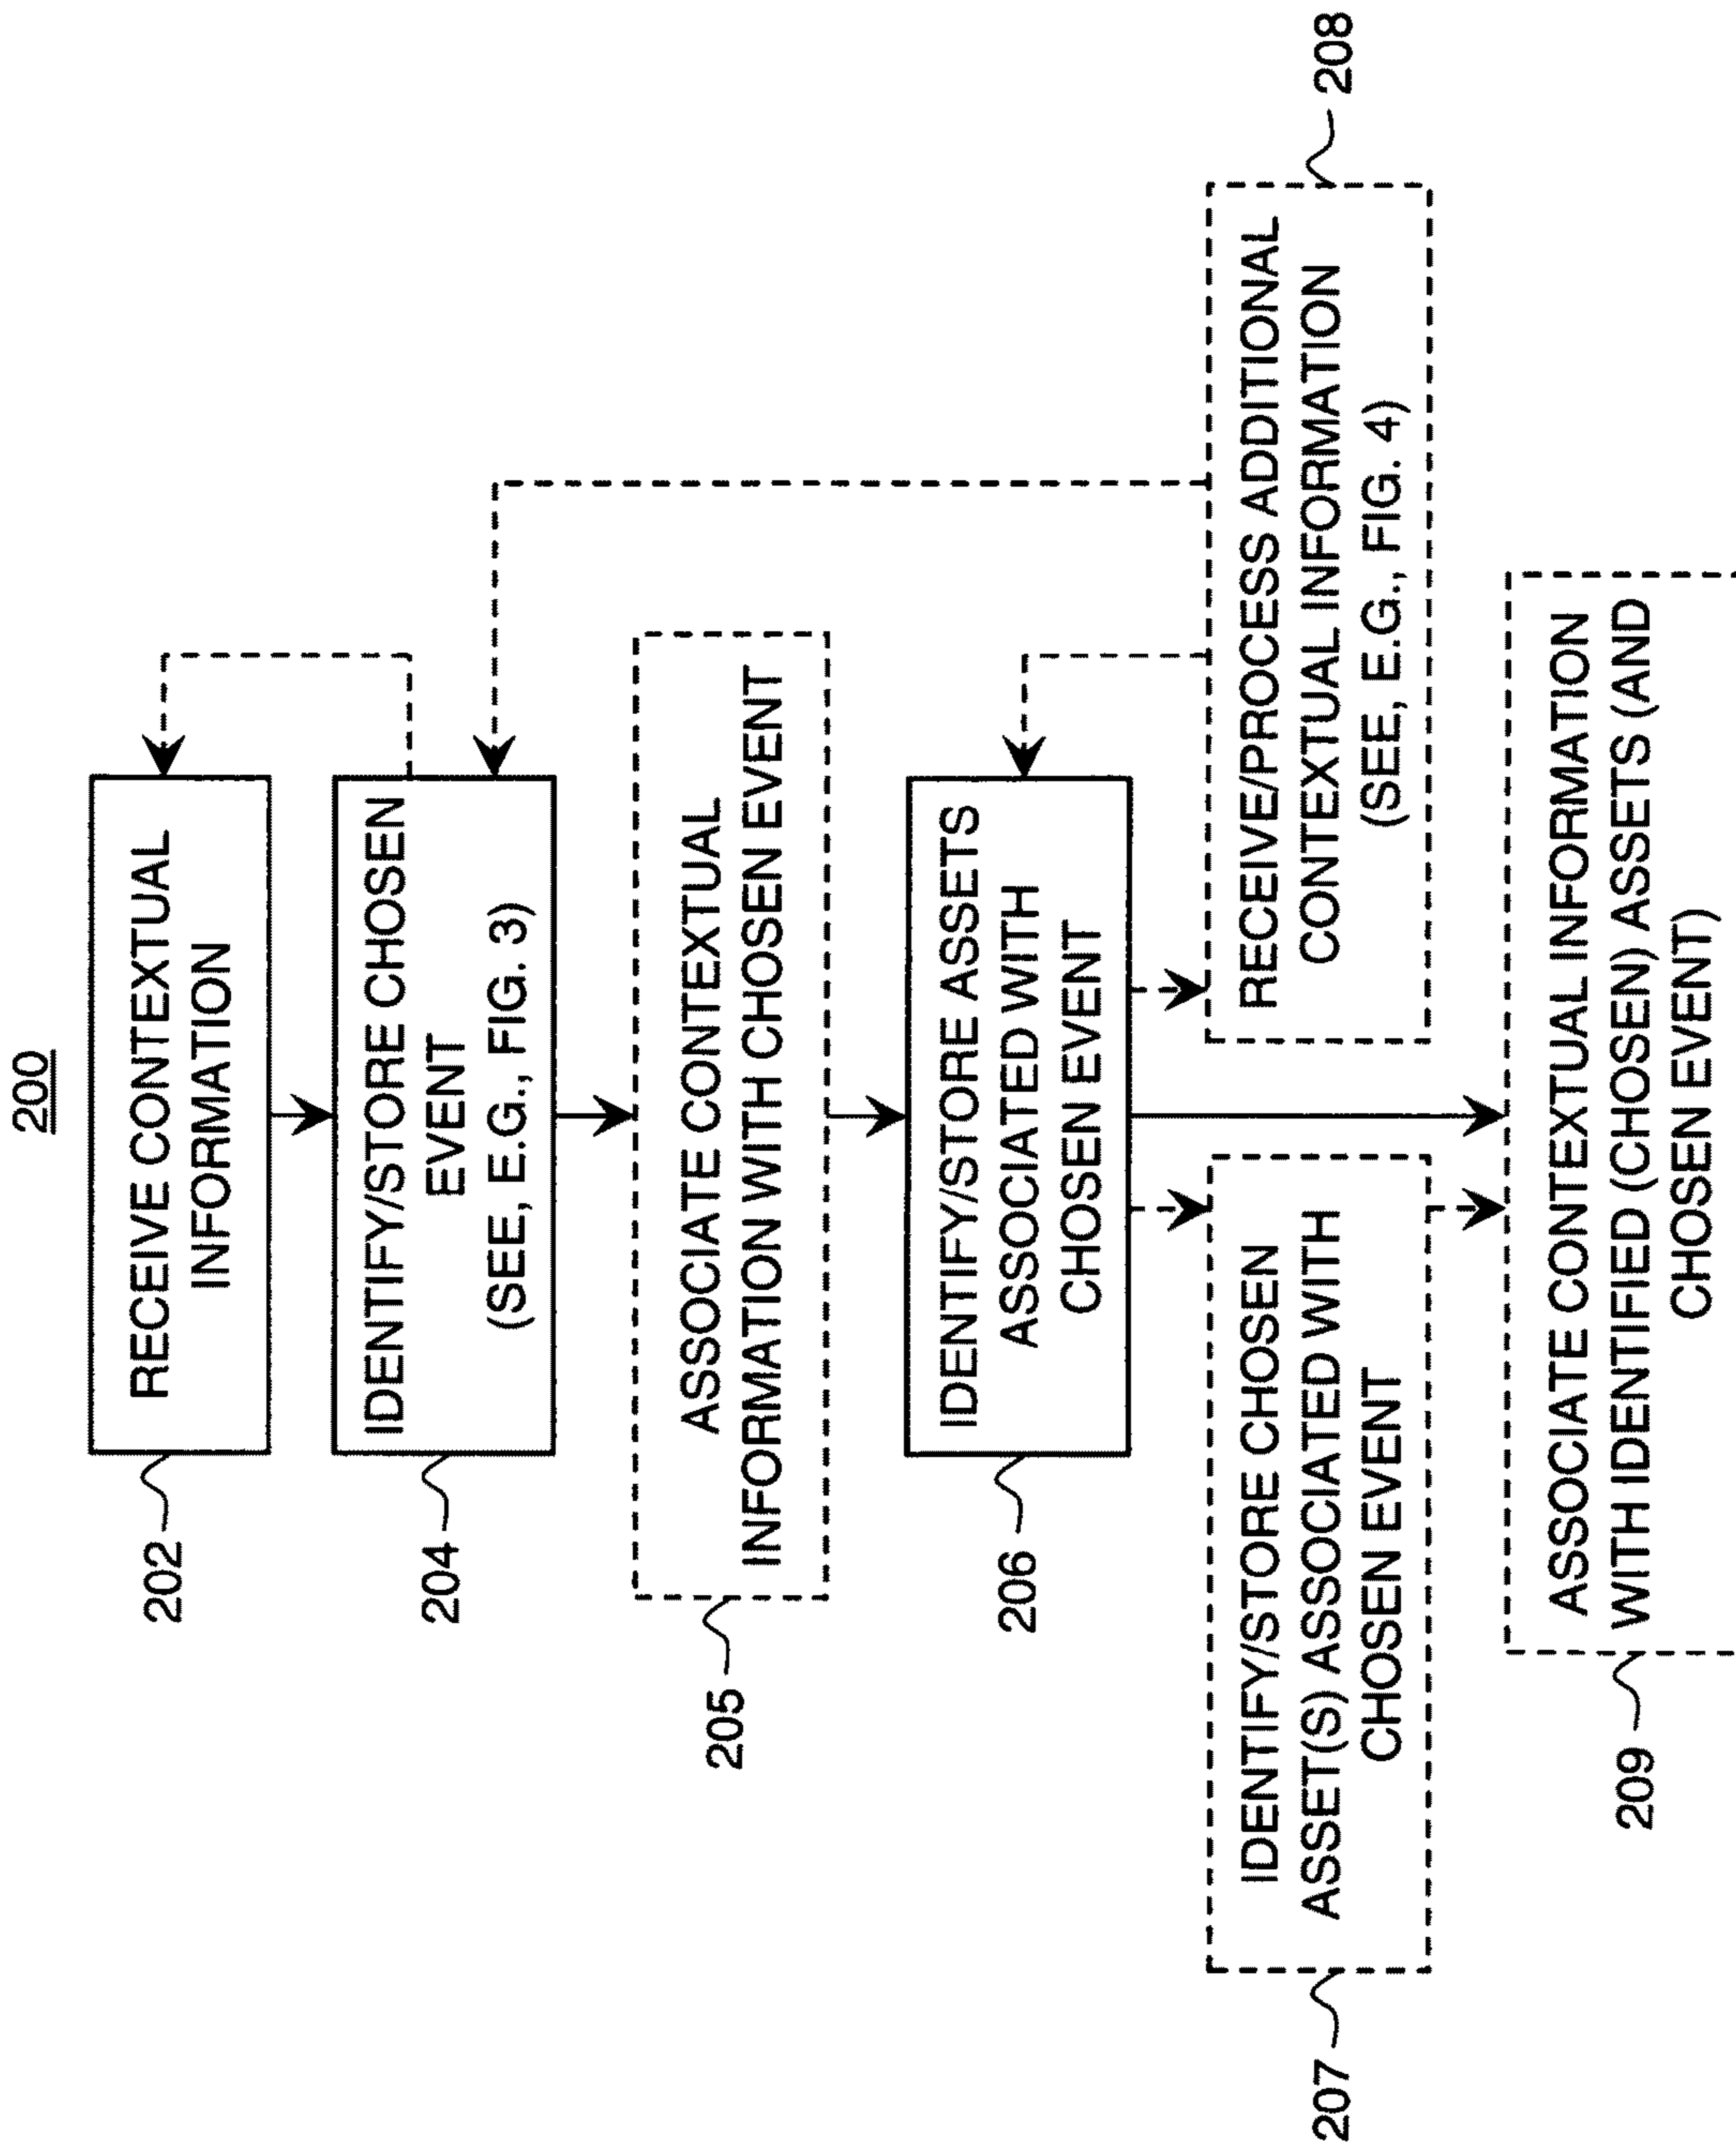 200
RECEIVE CONTEXTUAL
INFORMATION
202
IDENTIFY/STORE CHOSEN
EVENT
(SEE, E.G., FIG. 3)
204
ASSOCIATE CONTEXTUAL
INFORMATION WITH CHOSEN EVENT
205
IDENTIFY/STORE ASSETS
ASSOCIATED WITH
CHOSEN EVENT
206
IDENTIFY/STORE CHOSEN
ASSET(S) ASSOCIATED WITH
CHOSEN EVENT
207
RECEIVE/PROCESS ADDITIONAL
CONTEXTUAL INFORMATION
(SEE, E.G., FIG. 4)
208
ASSOCIATE CONTEXTUAL INFORMATION
WITH IDENTIFIED (CHOSEN) ASSETS (AND
CHOSEN EVENT)
209